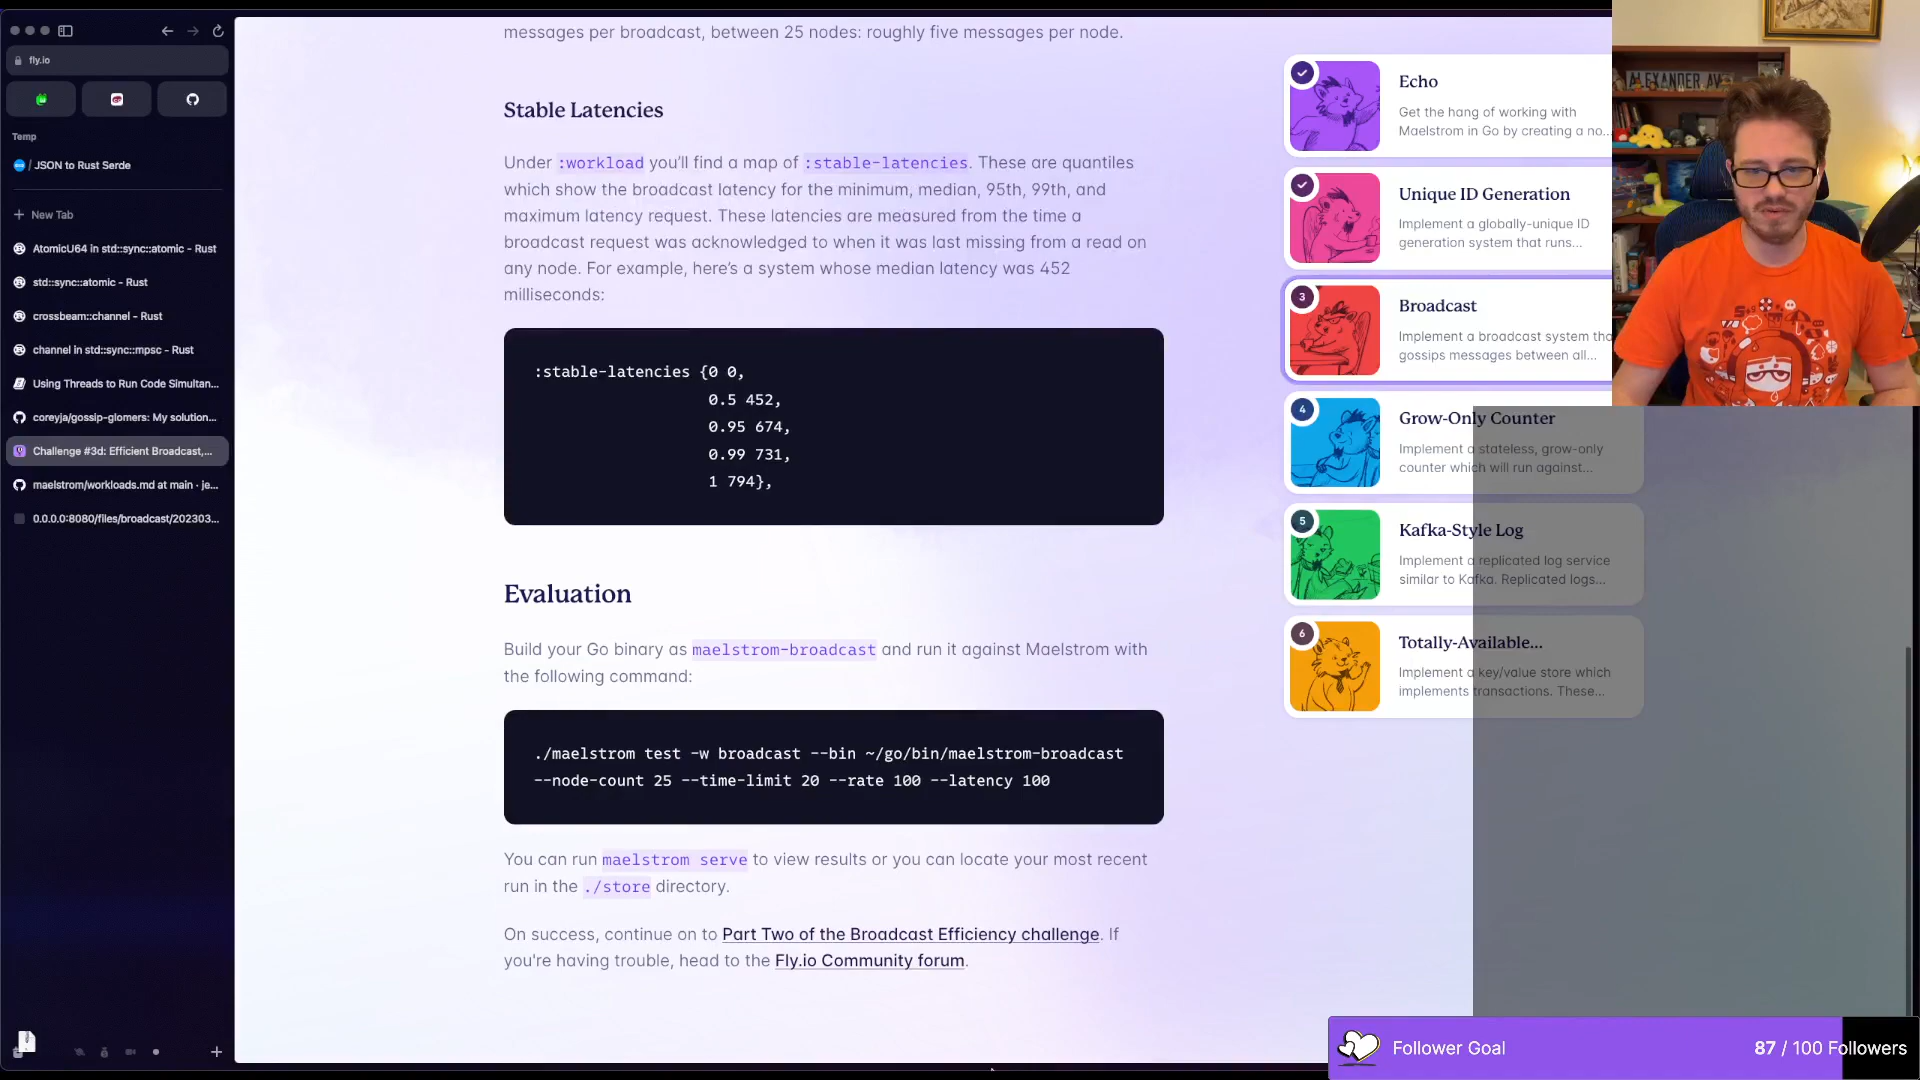 fly.io
Temp
/ JSON to Rust Serde
New Tab
AtomicU64 in std::sync::atomic - Rust
std::sync::atomic - Rust
crossbeam::channel - Rust
channel in std::sync::mpsc - Rust
Using Threads to Run Code Simultan...
coreyja/gossip-glomers: My solution...
Challenge #3d: Efficient Broadcast,...
maelstrom/workloads.md at main · je...
0.0.0.0:8080/files/broadcast/202303...
messages per broadcast, between 25 nodes: roughly five messages per node.
Stable Latencies
Under :workload you’ll find a map of :stable-latencies. These are quantiles
which show the broadcast latency for the minimum, median, 95th, 99th, and
maximum latency request. These latencies are measured from the time a
broadcast request was acknowledged to when it was last missing from a read on
any node. For example, here’s a system whose median latency was 452
milliseconds:
:stable-latencies {0 0,
0.5 452,
0.95 674,
0.99 731,
1 794},
Evaluation
Build your Go binary as maelstrom-broadcast and run it against Maelstrom with
the following command:
./maelstrom test -w broadcast --bin ~/go/bin/maelstrom-broadcast
--node-count 25 --time-limit 20 --rate 100 --latency 100
You can run maelstrom serve to view results or you can locate your most recent
run in the ./store directory.
On success, continue on to Part Two of the Broadcast Efficiency challenge. If
you're having trouble, head to the Fly.io Community forum.
Echo
Get the hang of working with
Maelstrom in Go by creating a no...
Unique ID Generation
Implement a globally-unique ID
generation system that runs...
3
Broadcast
Implement a broadcast system tha
gossips messages between all...
4
Grow-Only Counter
Implement a stateless, grow-only
counter which will run against...
5
Kafka-Style Log
Implement a replicated log service
similar to Kafka. Replicated logs...
6
Totally-Available...
Implement a key/value store which
implements transactions. These...
ALEXANDER AV
Follower Goal
87 / 100 Followers